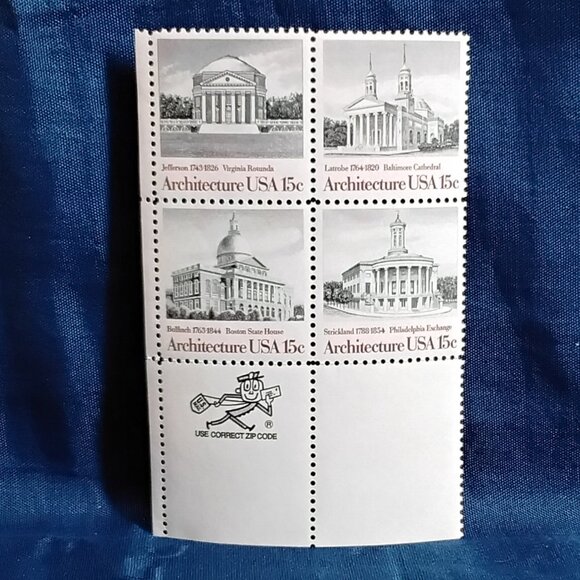 Jefferson 1743-1826 Virginia Rotunda
Architecture USA 15c
Latrobe 1764-1820 Baltimore Cathedral
Architecture USA 15c
Bulfinch 1763-1844 Boston State House
Architecture USA 15c
Strickland 1788-1854 Philadelphia Exchange
Architecture USA 15c
®
USE CORRECT ZIP CODE